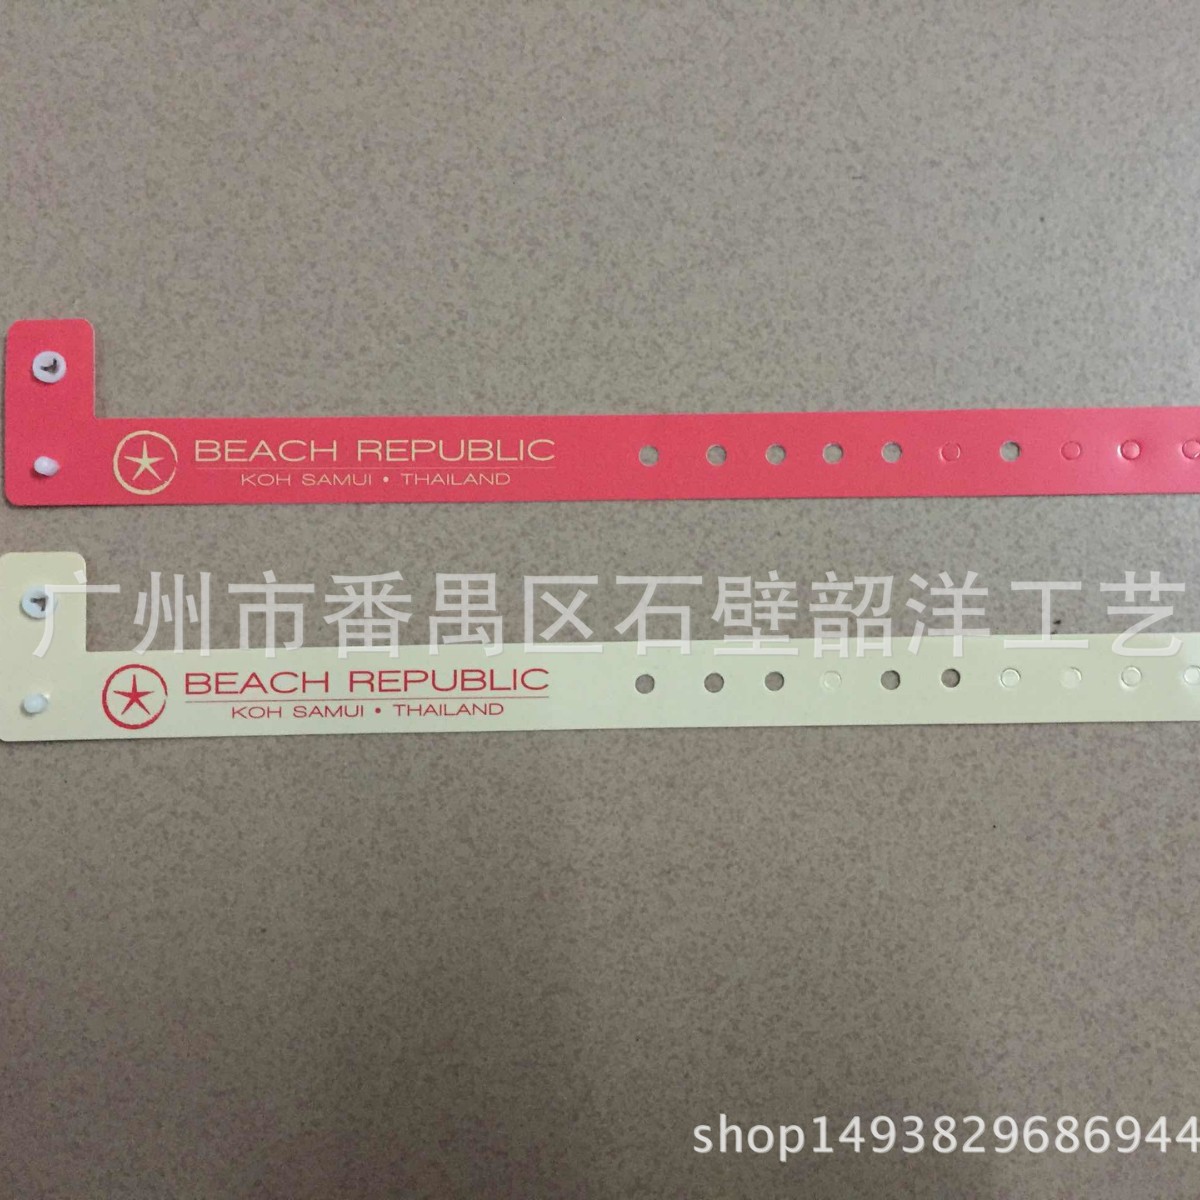 BEACH REPUBLIC
KOH SAMUI • THAILAND
广州市番禺区石壁韶洋工艺
BEACH REPUBLIC
KOH SAMUI • THAILAND
shop1493829686944